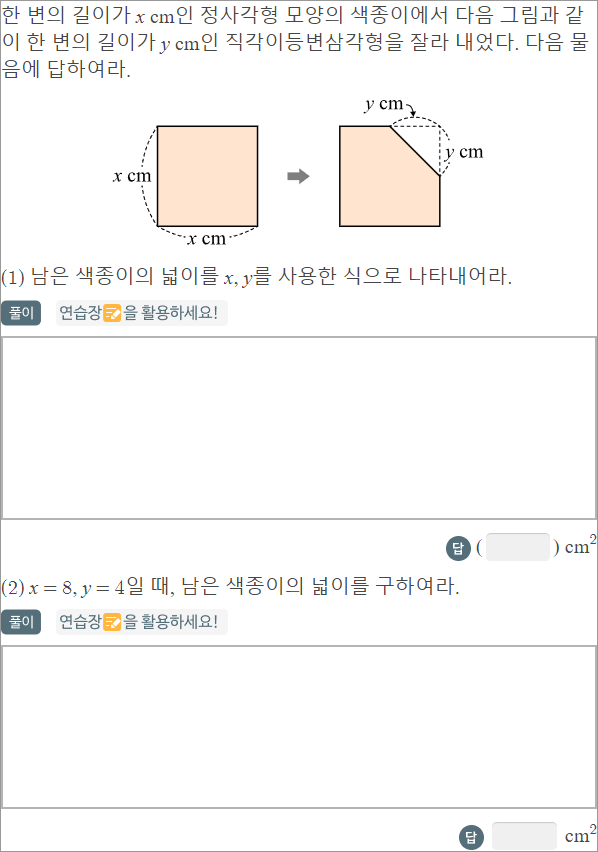 한 변의 길이가 x cm인 정사각형 모양의 색종이에서 다음 그림과 같
이 한 변의 길이가 y cm인 직각이등변삼각형을 잘라 내었다. 다음 물
음에 답하여라.
y cm
x cm
y cm
x cm
(1) 남은 색종이의 넓이를 x, y를 사용한 식으로 나타내어라.
풀이 연습장을 활용하세요!
답 ( ) cm²
(2) x = 8, y = 4일 때, 남은 색종이의 넓이를 구하여라.
풀이 연습장을 활용하세요!
답 cm²